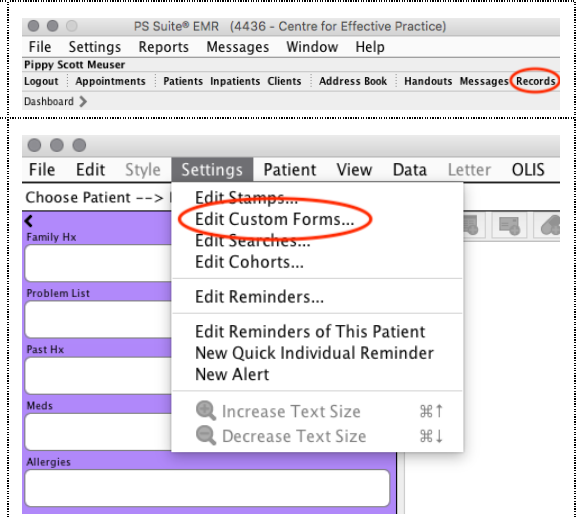 PS Suite® EMR (4436 - Centre for Effective Practice)
File Settings Reports Messages Window Help
Pippy Scott Meuser
Logout Appointments Patients Inpatients Clients Address Book Handouts Messages Records
Dashboard
File Edit Style Settings Patient View Data Letter OLIS
Choose Patient -->
Family Hx
Problem List
Past Hx
Meds
Allergies
Edit Stamps...
Edit Custom Forms...
Edit Searches...
Edit Cohorts...
Edit Reminders...
Edit Reminders of This Patient
New Quick Individual Reminder
New Alert
Increase Text Size ⌘↑
Decrease Text Size ⌘↓